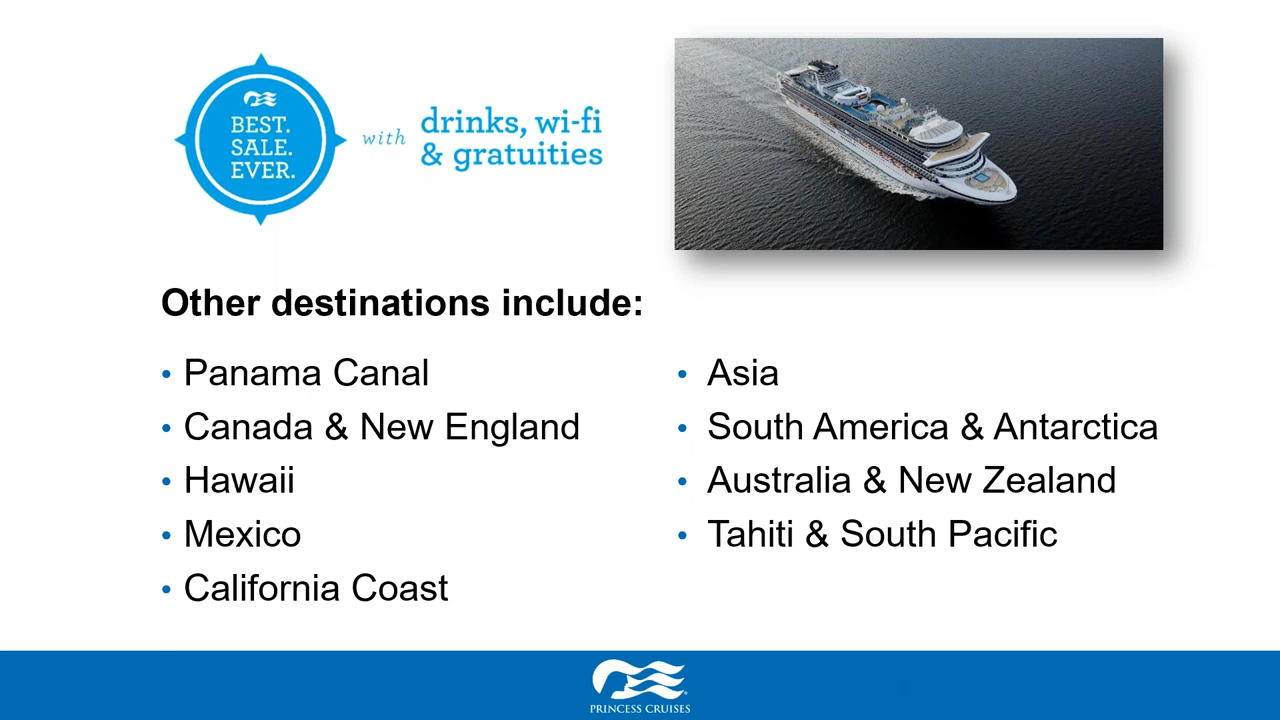 BEST.
SALE.
EVER.
with
drinks, wi-fi
& gratuities
Other destinations include:
• Panama Canal
• Canada & New England
• Hawaii
• Mexico
• California Coast
• Asia
• South America & Antarctica
• Australia & New Zealand
• Tahiti & South Pacific
PRINCESS CRUISES